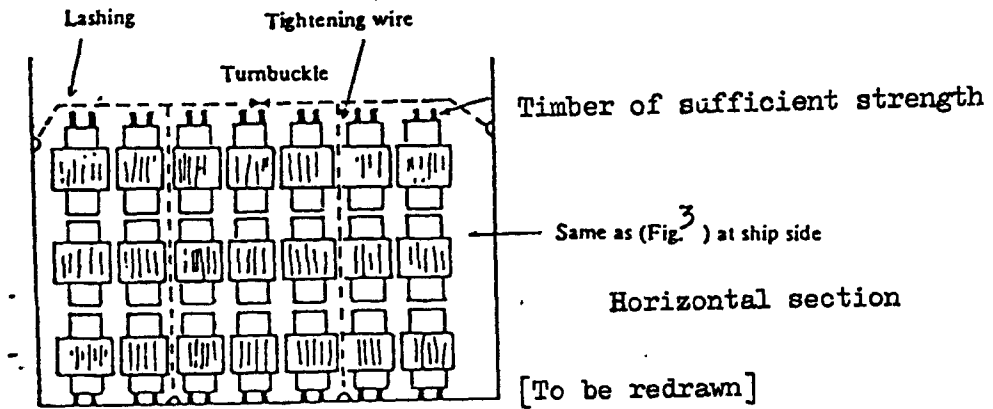 Lashing
Tightening wire
Turnbuckle
Timber of sufficient strength
Same as (Fig. 3 ) at ship side
Horizontal section
[To be redrawn]